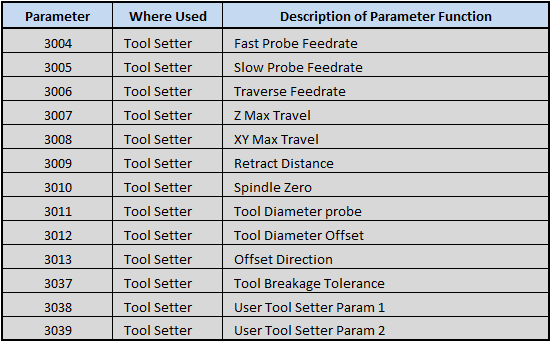 Parameter Where Used Description of Parameter Function
3004 Tool Setter Fast Probe Feedrate
3005 Tool Setter Slow Probe Feedrate
3006 Tool Setter Traverse Feedrate
3007 Tool Setter Z Max Travel
3008 Tool Setter XY Max Travel
3009 Tool Setter Retract Distance
3010 Tool Setter Spindle Zero
3011 Tool Setter Tool Diameter probe
3012 Tool Setter Tool Diameter Offset
3013 Tool Setter Offset Direction
3037 Tool Setter Tool Breakage Tolerance
3038 Tool Setter User Tool Setter Param 1
3039 Tool Setter User Tool Setter Param 2